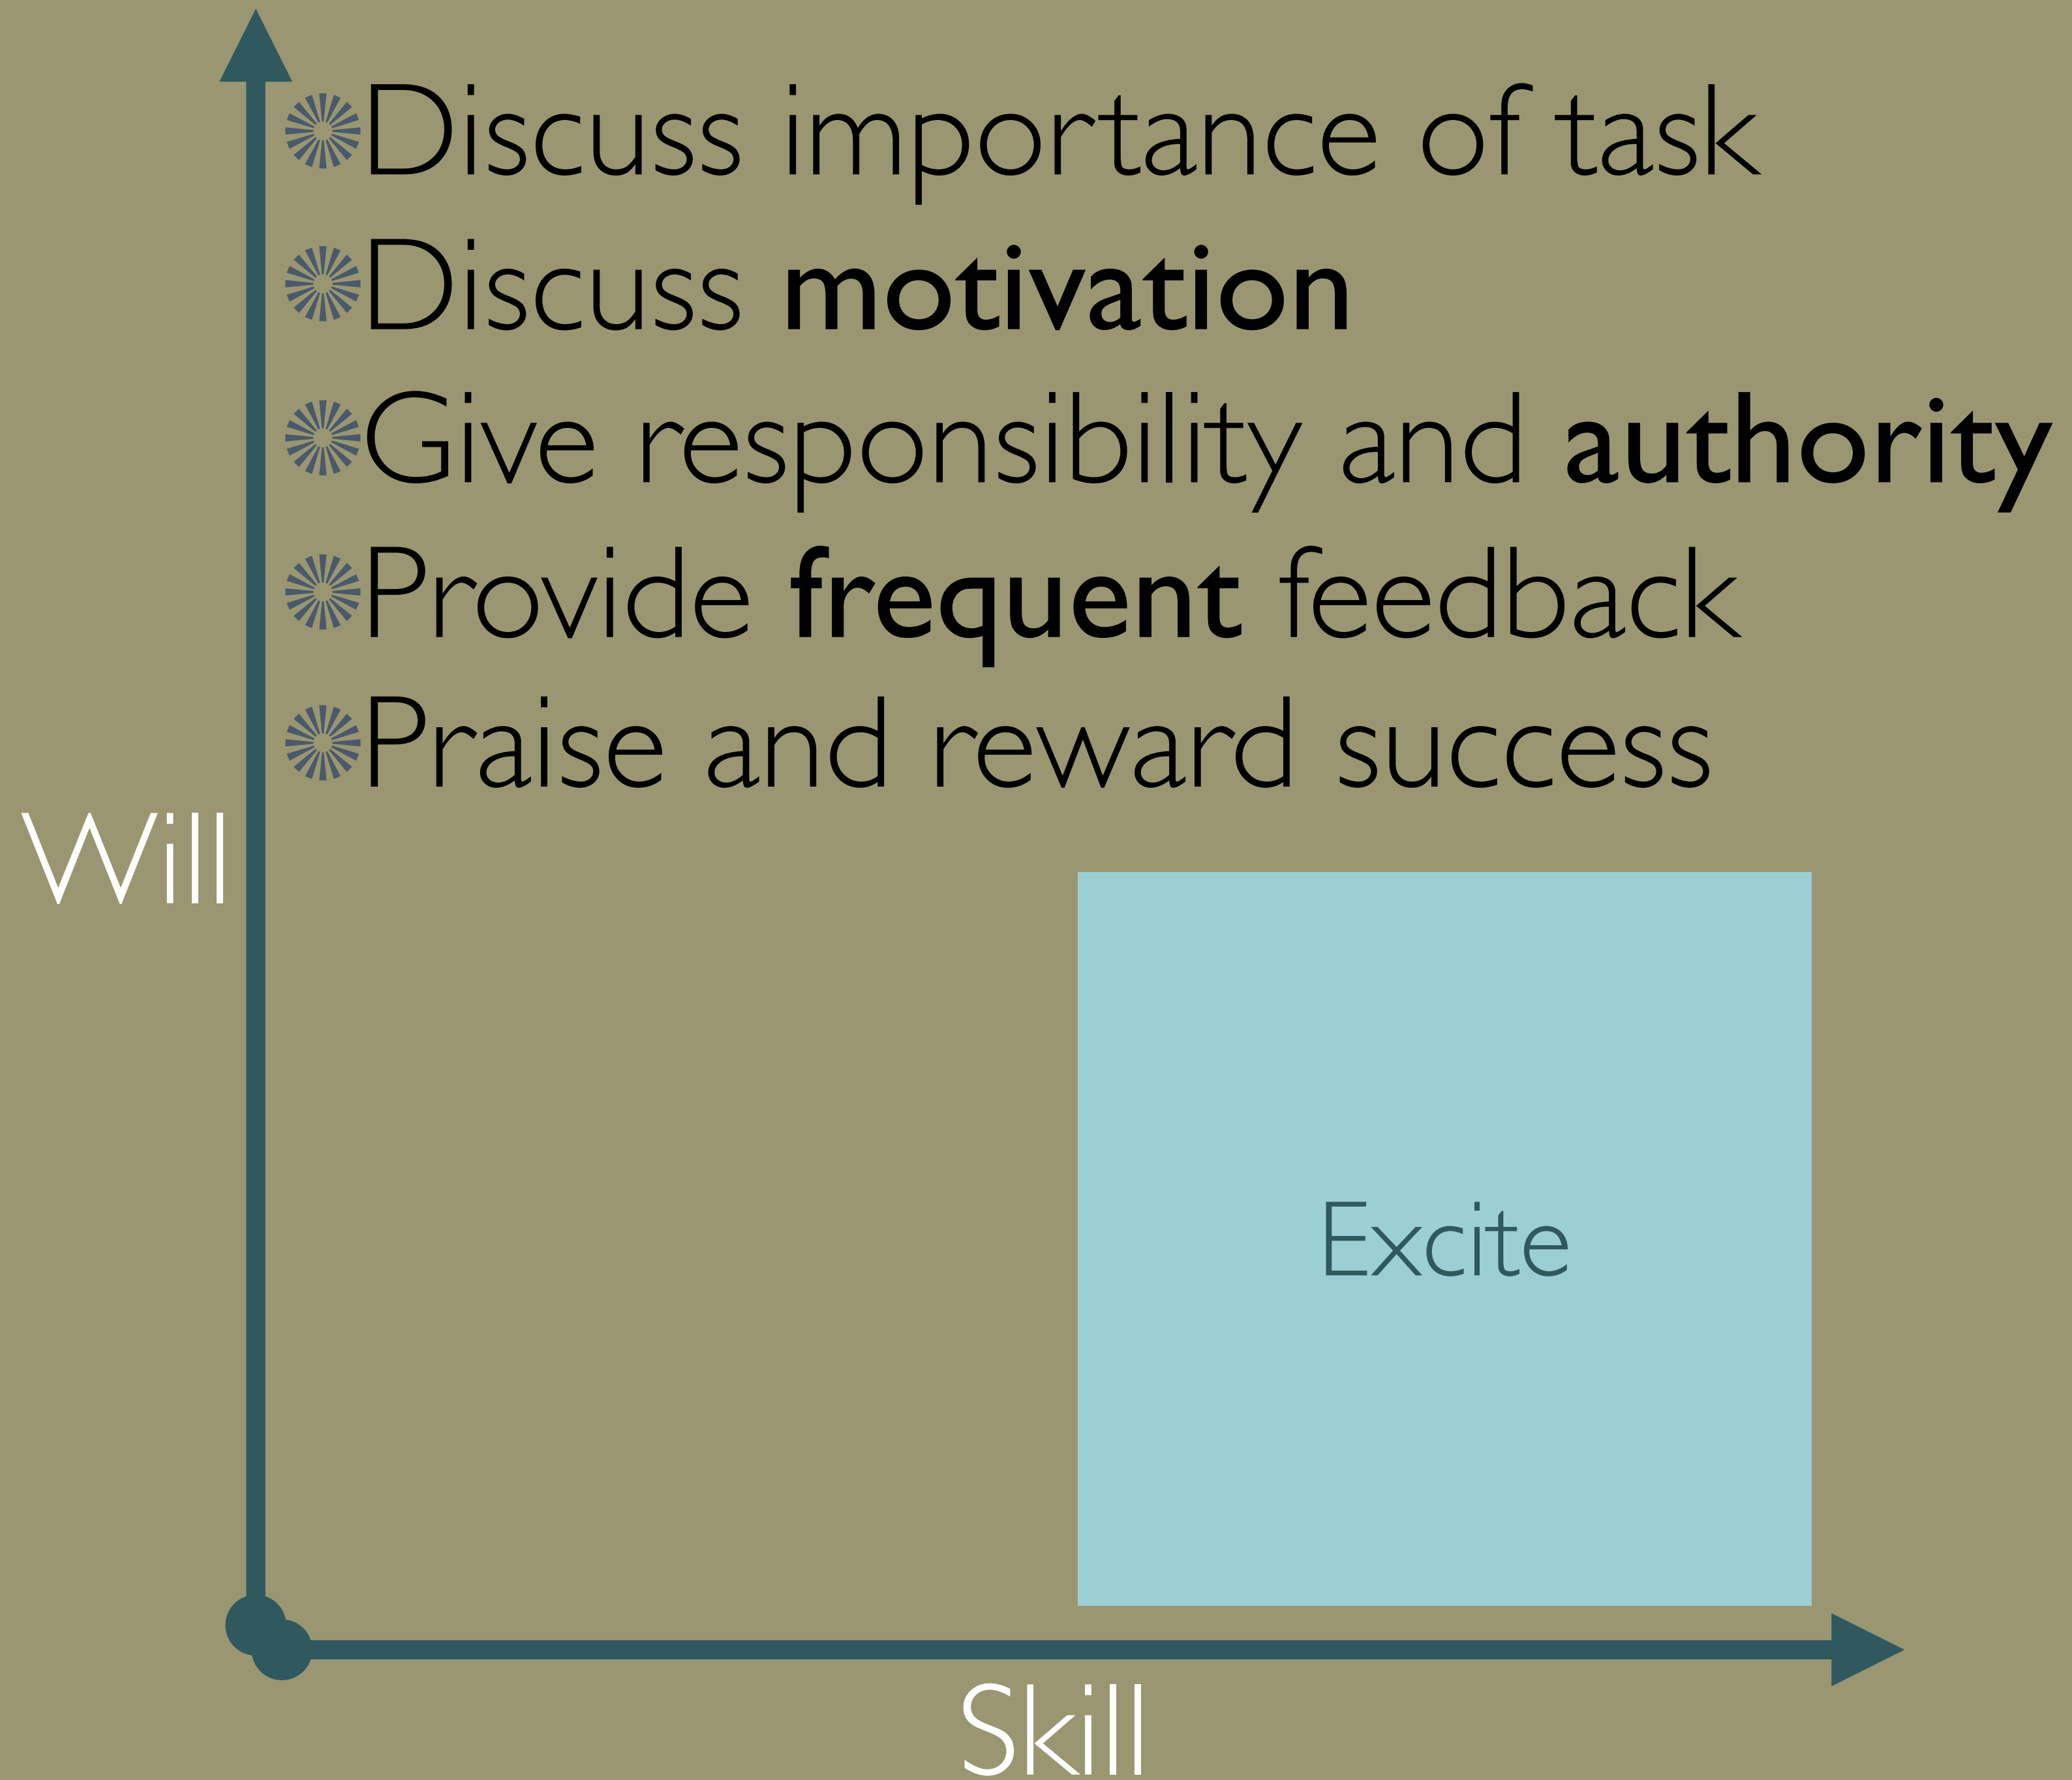 Discuss importance of task
Discuss motivation
Give responsibility and authority
Provide frequent feedback
Praise and reward success
Will
Excite
Skill